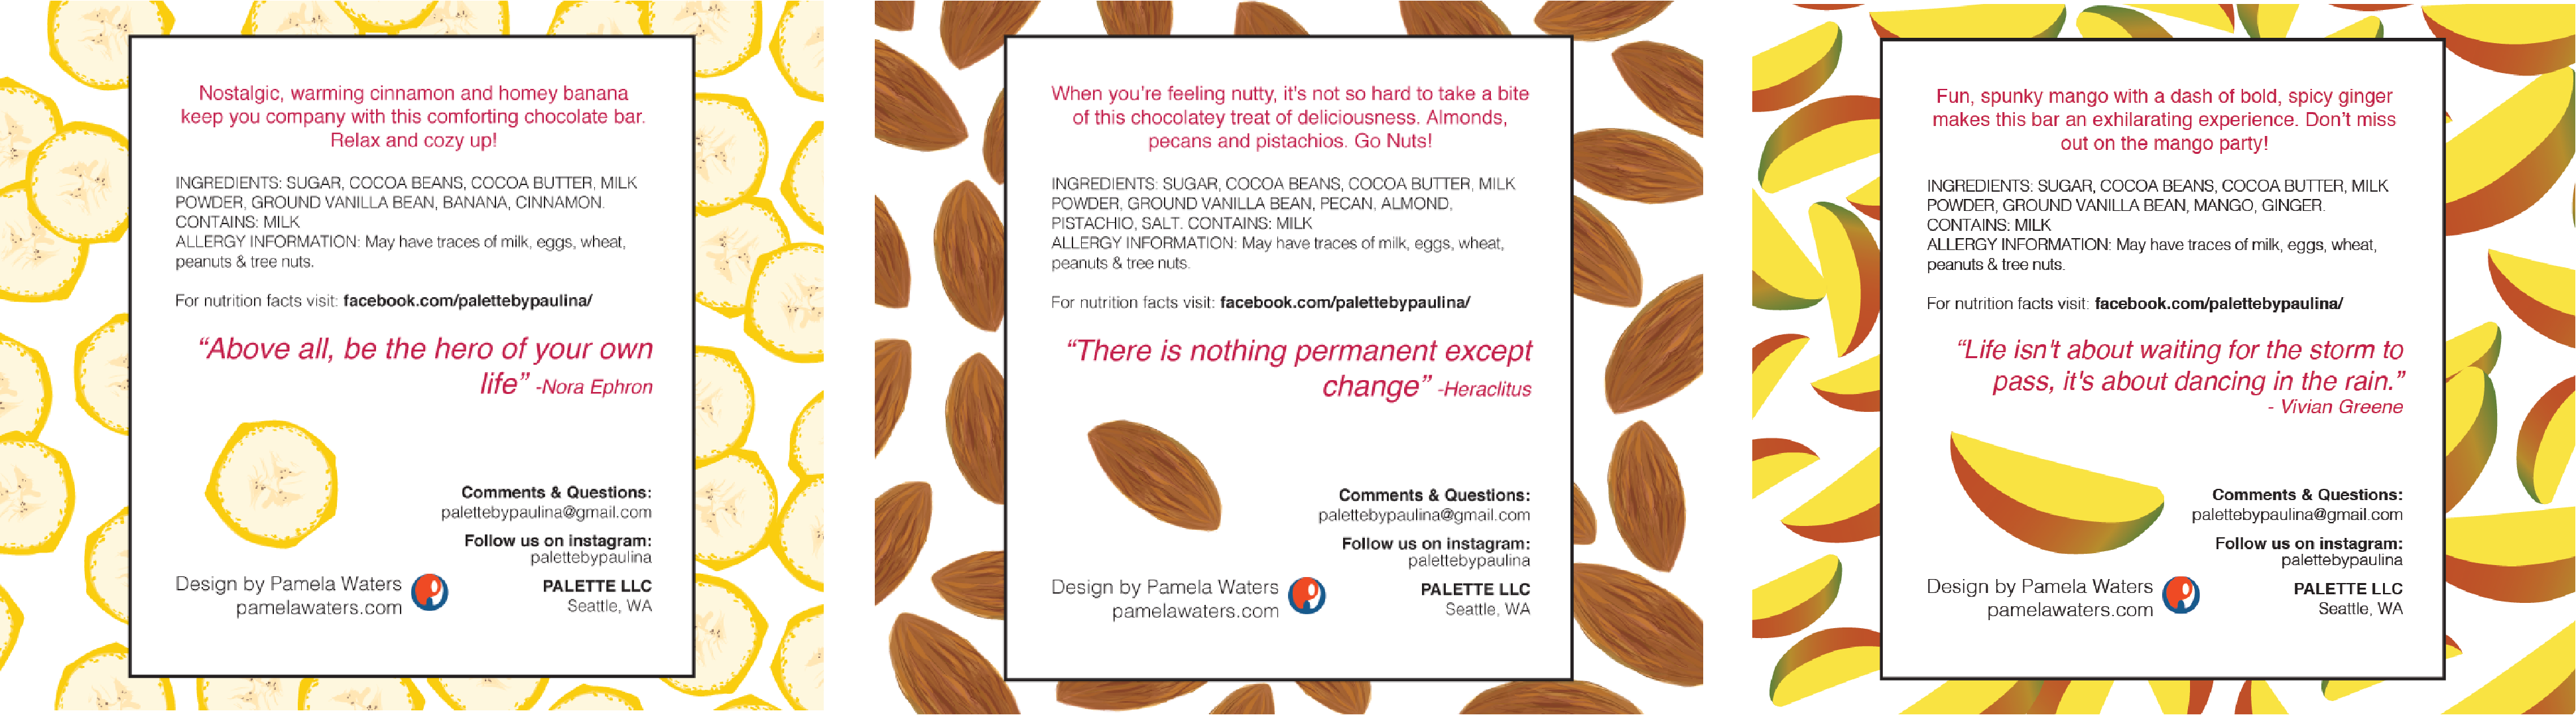 Nostalgic, warming cinnamon and homey banana
keep you company with this comforting chocolate bar.
Relax and cozy up!
INGREDIENTS: SUGAR, COCOA BEANS, COCOA BUTTER, MILK
POWDER, GROUND VANILLA BEAN, BANANA, CINNAMON.
CONTAINS: MILK
ALLERGY INFORMATION: May have traces of milk, eggs, wheat,
peanuts & tree nuts.
For nutrition facts visit: facebook.com/palettebypaulina/
“Above all, be the hero of your own
life” -Nora Ephron
Comments & Questions:
palettebypaulina@gmail.com
Follow us on instagram:
palettebypaulina
Design by Pamela Waters
pamelawaters.com
PALETTE LLC
Seattle, WA
When you're feeling nutty, it's not so hard to take a bite
of this chocolatey treat of deliciousness. Almonds,
pecans and pistachios. Go Nuts!
INGREDIENTS: SUGAR, COCOA BEANS, COCOA BUTTER, MILK
POWDER, GROUND VANILLA BEAN, PECAN, ALMOND,
PISTACHIO, SALT. CONTAINS: MILK
ALLERGY INFORMATION: May have traces of milk, eggs, wheat,
peanuts & tree nuts.
For nutrition facts visit: facebook.com/palettebypaulina/
“There is nothing permanent except
change” -Heraclitus
Comments & Questions:
palettebypaulina@gmail.com
Follow us on instagram:
palettebypaulina
Design by Pamela Waters
pamelawaters.com
PALETTE LLC
Seattle, WA
Fun, spunky mango with a dash of bold, spicy ginger
makes this bar an exhilarating experience. Don't miss
out on the mango party!
INGREDIENTS: SUGAR, COCOA BEANS, COCOA BUTTER, MILK
POWDER, GROUND VANILLA BEAN, MANGO, GINGER.
CONTAINS: MILK
ALLERGY INFORMATION: May have traces of milk, eggs, wheat,
peanuts & tree nuts.
For nutrition facts visit: facebook.com/palettebypaulina/
“Life isn't about waiting for the storm to
pass, it's about dancing in the rain.”
- Vivian Greene
Comments & Questions:
palettebypaulina@gmail.com
Follow us on instagram:
palettebypaulina
Design by Pamela Waters
pamelawaters.com
PALETTE LLC
Seattle, WA